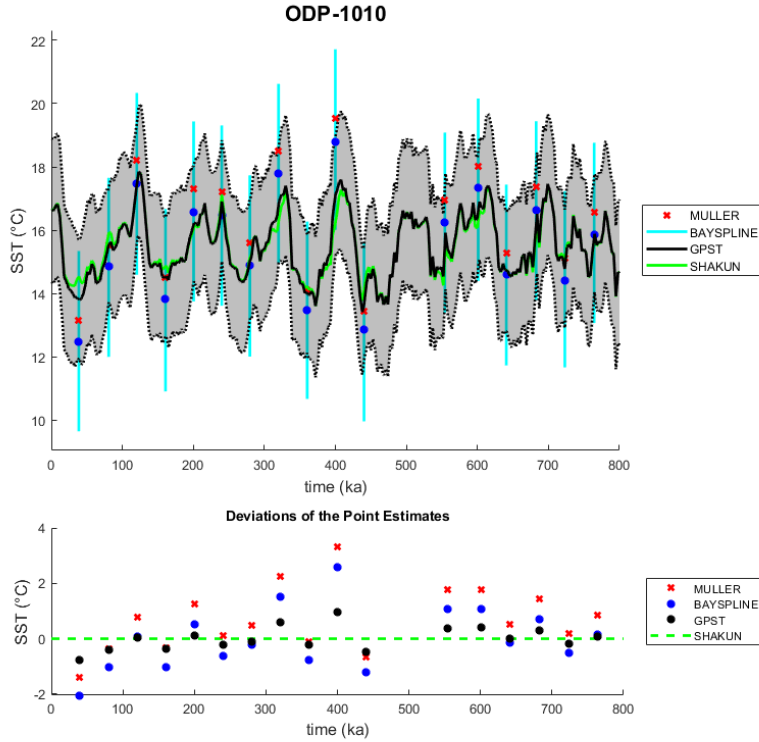 ODP-1010
22
20
18
16
14
12
10
SST (°C)
0 100 200 300 400 500 600 700 800
time (ka)
MULLER
BAYSPLINE
GPST
SHAKUN
Deviations of the Point Estimates
4
2
0
-2
SST (°C)
0 100 200 300 400 500 600 700 800
time (ka)
MULLER
BAYSPLINE
GPST
SHAKUN